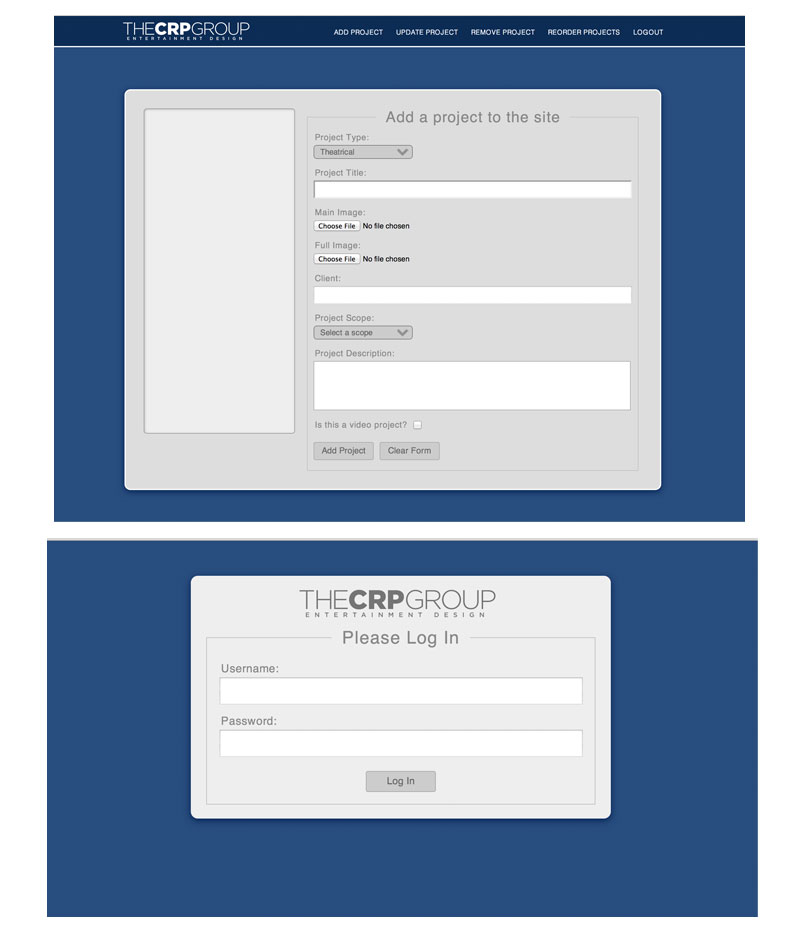 THECRPGROUP
ENTERTAINMENT DESIGN
ADD PROJECT UPDATE PROJECT REMOVE PROJECT REORDER PROJECTS LOGOUT
Add a project to the site
Project Type:
Theatrical
Project Title:
Main Image:
Choose File No file chosen
Full Image:
Choose File No file chosen
Client:
Project Scope:
Select a scope
Project Description:
Is this a video project?
Add Project Clear Form
THECRPGROUP
ENTERTAINMENT DESIGN
Please Log In
Username:
Password:
Log In